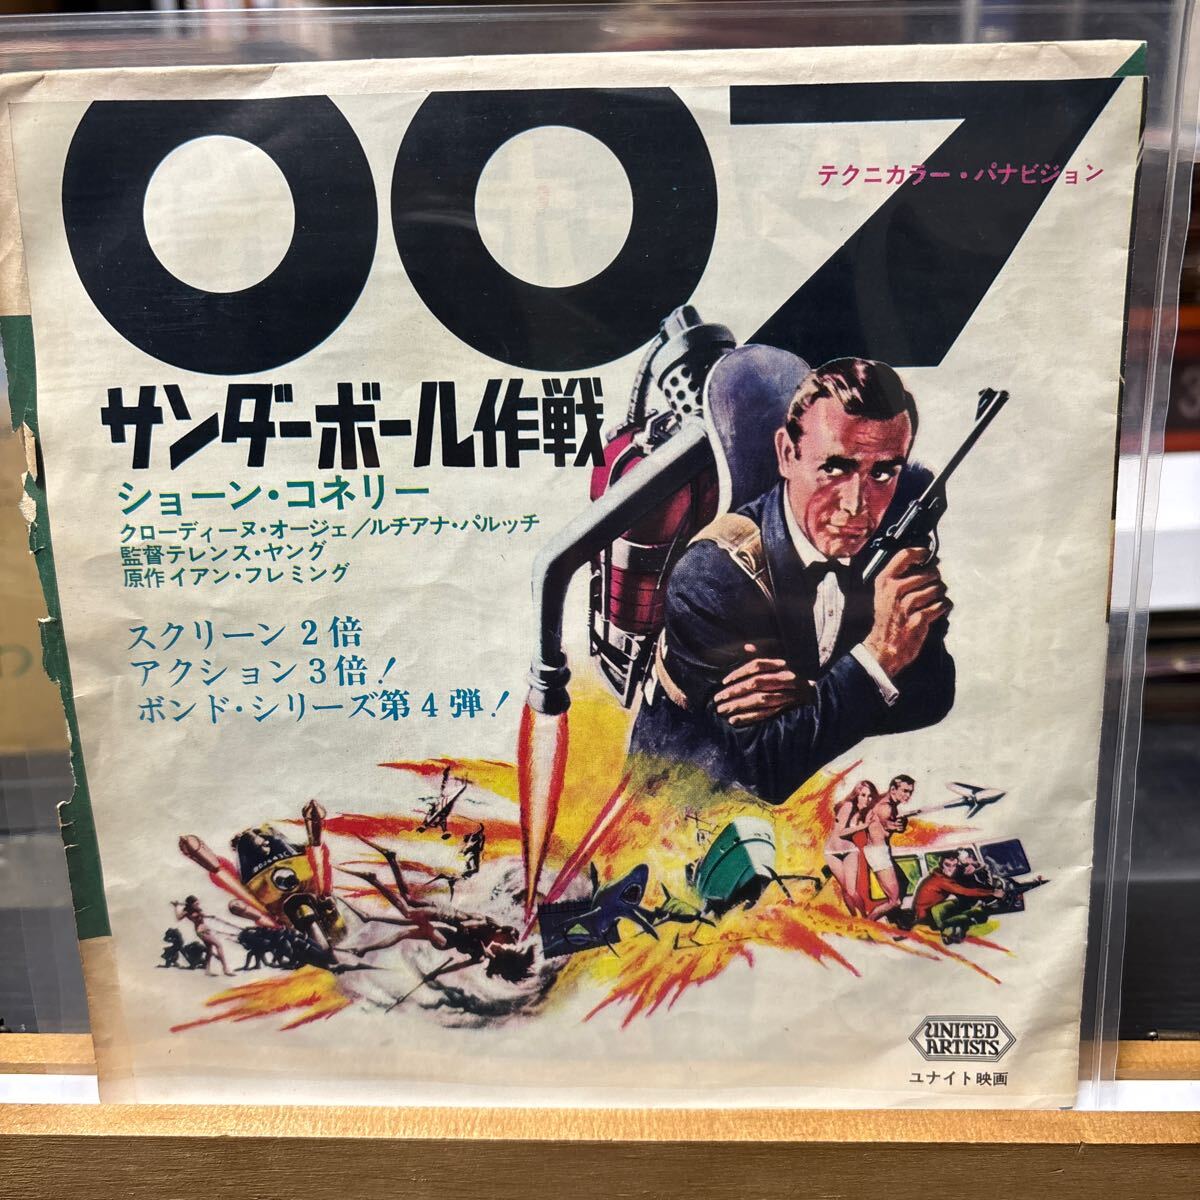 007
テクニカラー・パナビジョン
サンダーボール作戦
ショーン・コネリー
クローディーヌ・オージェ/ルチアナ・パルッチ
監督テレンス・ヤング
原作イアン・フレミング
スクリーン2倍
アクション3倍!
ボンド・シリーズ第4弾!
UNITED
ARTISTS
ユナイト映画